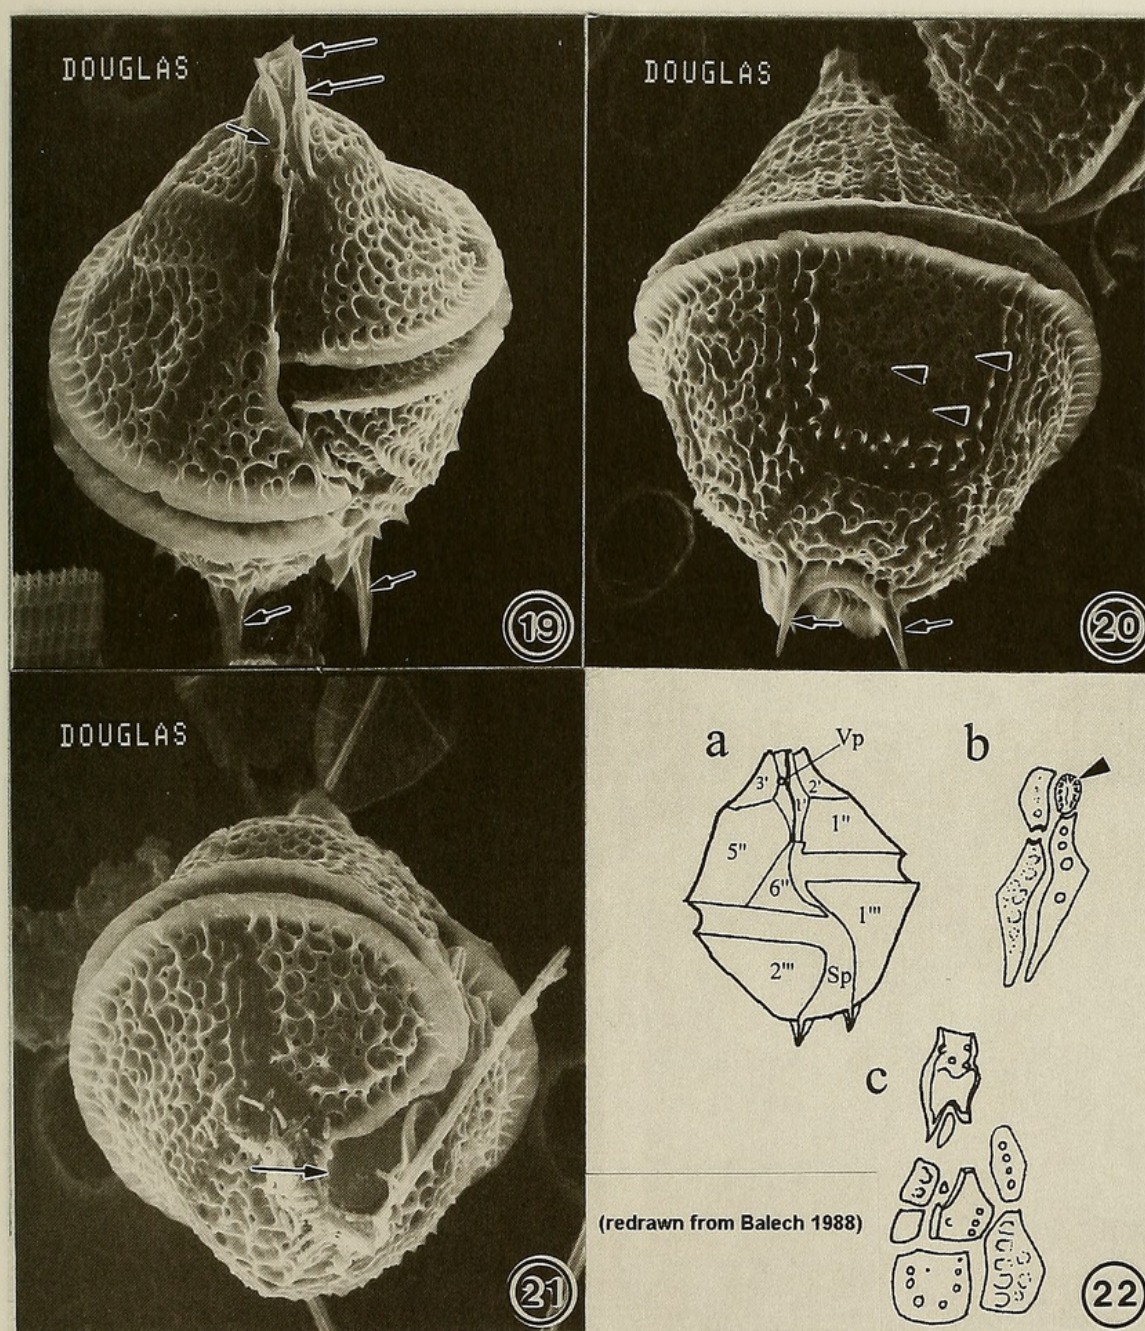 DOUGLAS
19
DOUGLAS
20
DOUGLAS
21
a
Vp
3'
2'
1'
1"
5"
6"
1'''
2'''
Sp
b
c
(redrawn from Balech 1988)
22